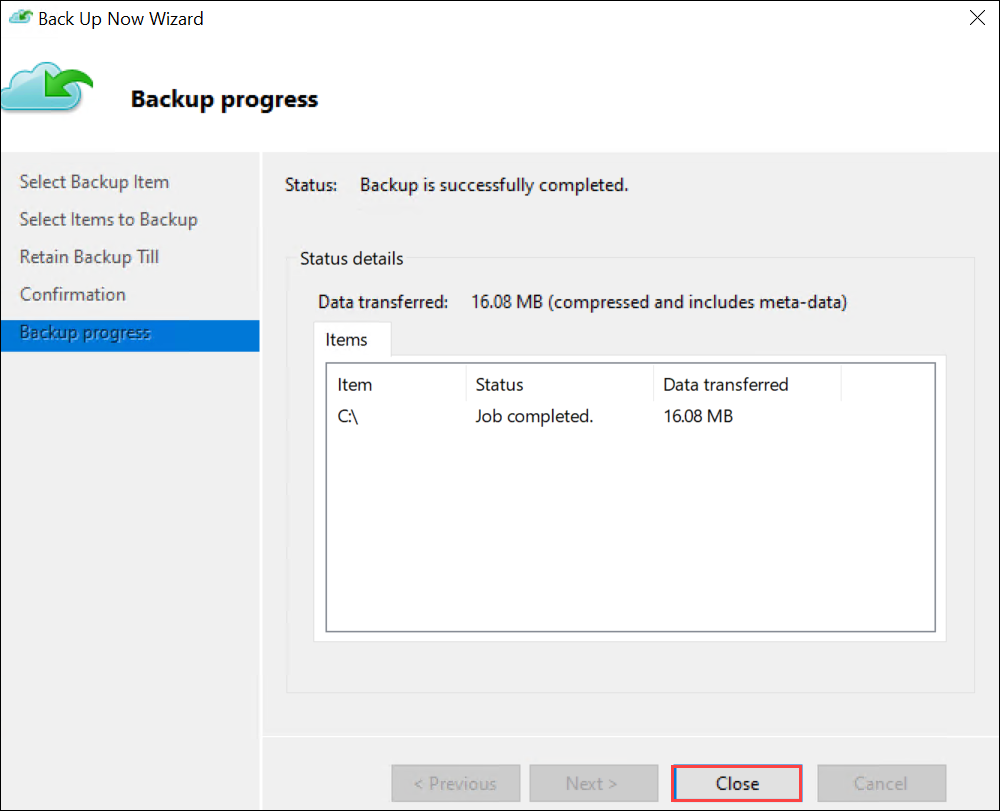 Back Up Now Wizard
Backup progress
Select Backup Item
Select Items to Backup
Retain Backup Till
Confirmation
Backup progress
Status: Backup is successfully completed.
Status details
Data transferred: 16.08 MB (compressed and includes meta-data)
Items
Item Status Data transferred
C:\ Job completed. 16.08 MB
< Previous Next > Close Cancel